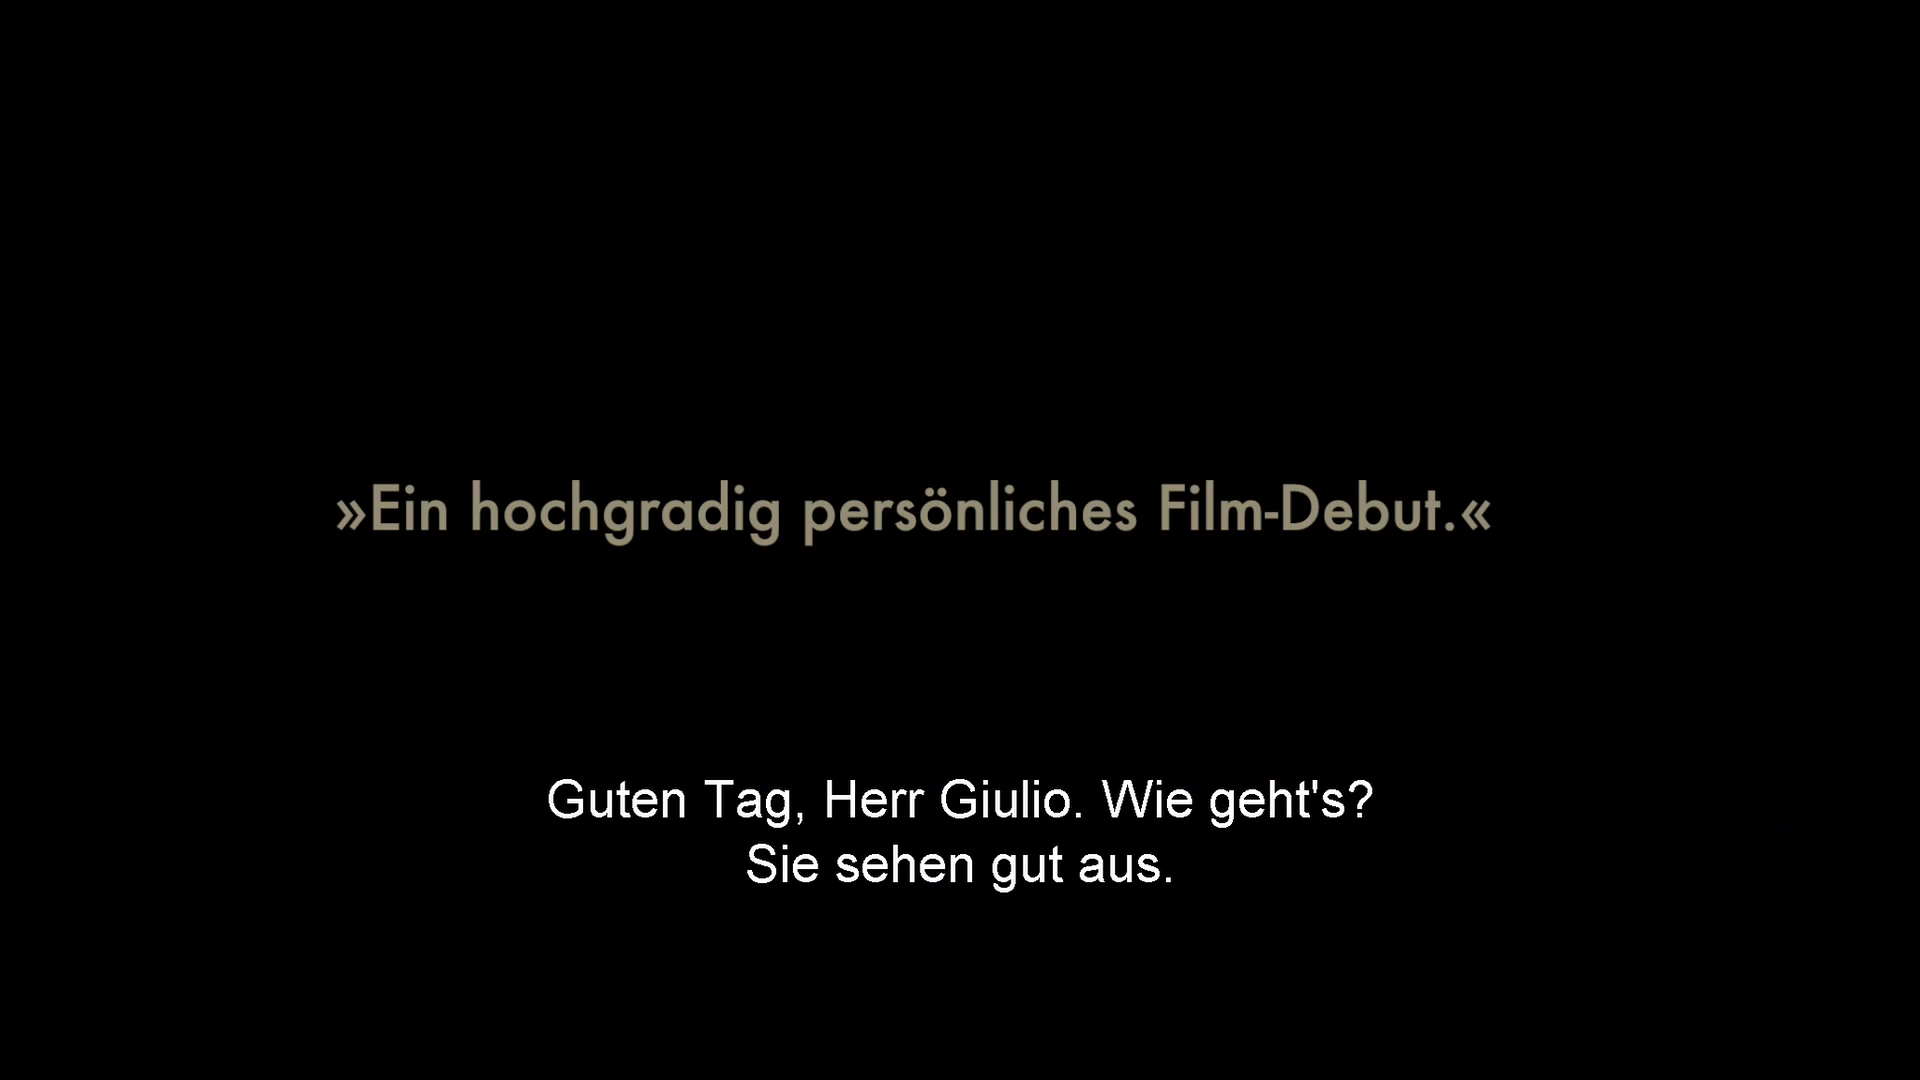 »Ein hochgradig persönliches Film-Debut.«
Guten Tag, Herr Giulio. Wie geht's?
Sie sehen gut aus.